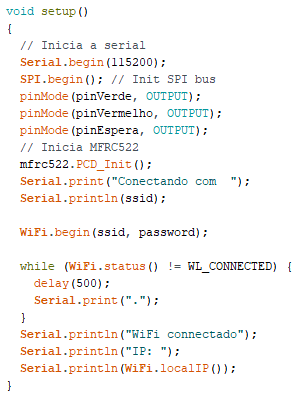 void setup()
{
  // Inicia a serial
  Serial.begin(115200);
  SPI.begin(); // Init SPI bus
  pinMode(pinVerde, OUTPUT);
  pinMode(pinVermelho, OUTPUT);
  pinMode(pinEspera, OUTPUT);
  // Inicia MFRC522
  mfrc522.PCD_Init();
  Serial.print("Conectando com  ");
  Serial.println(ssid);

  WiFi.begin(ssid, password);

  while (WiFi.status() != WL_CONNECTED) {
    delay(500);
    Serial.print(".");
  }
  Serial.println("WiFi connectado");
  Serial.println("IP: ");
  Serial.println(WiFi.localIP());
}